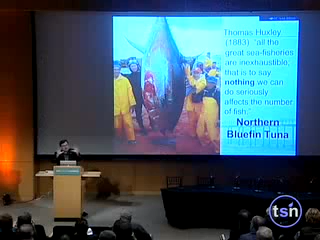 Thomas Huxley
(1883) "all the
great sea-fisheries
are inexhaustible;
that is to say
nothing we can
do seriously
affects the number
of fish."
Northern
Bluefin Tuna
tsn